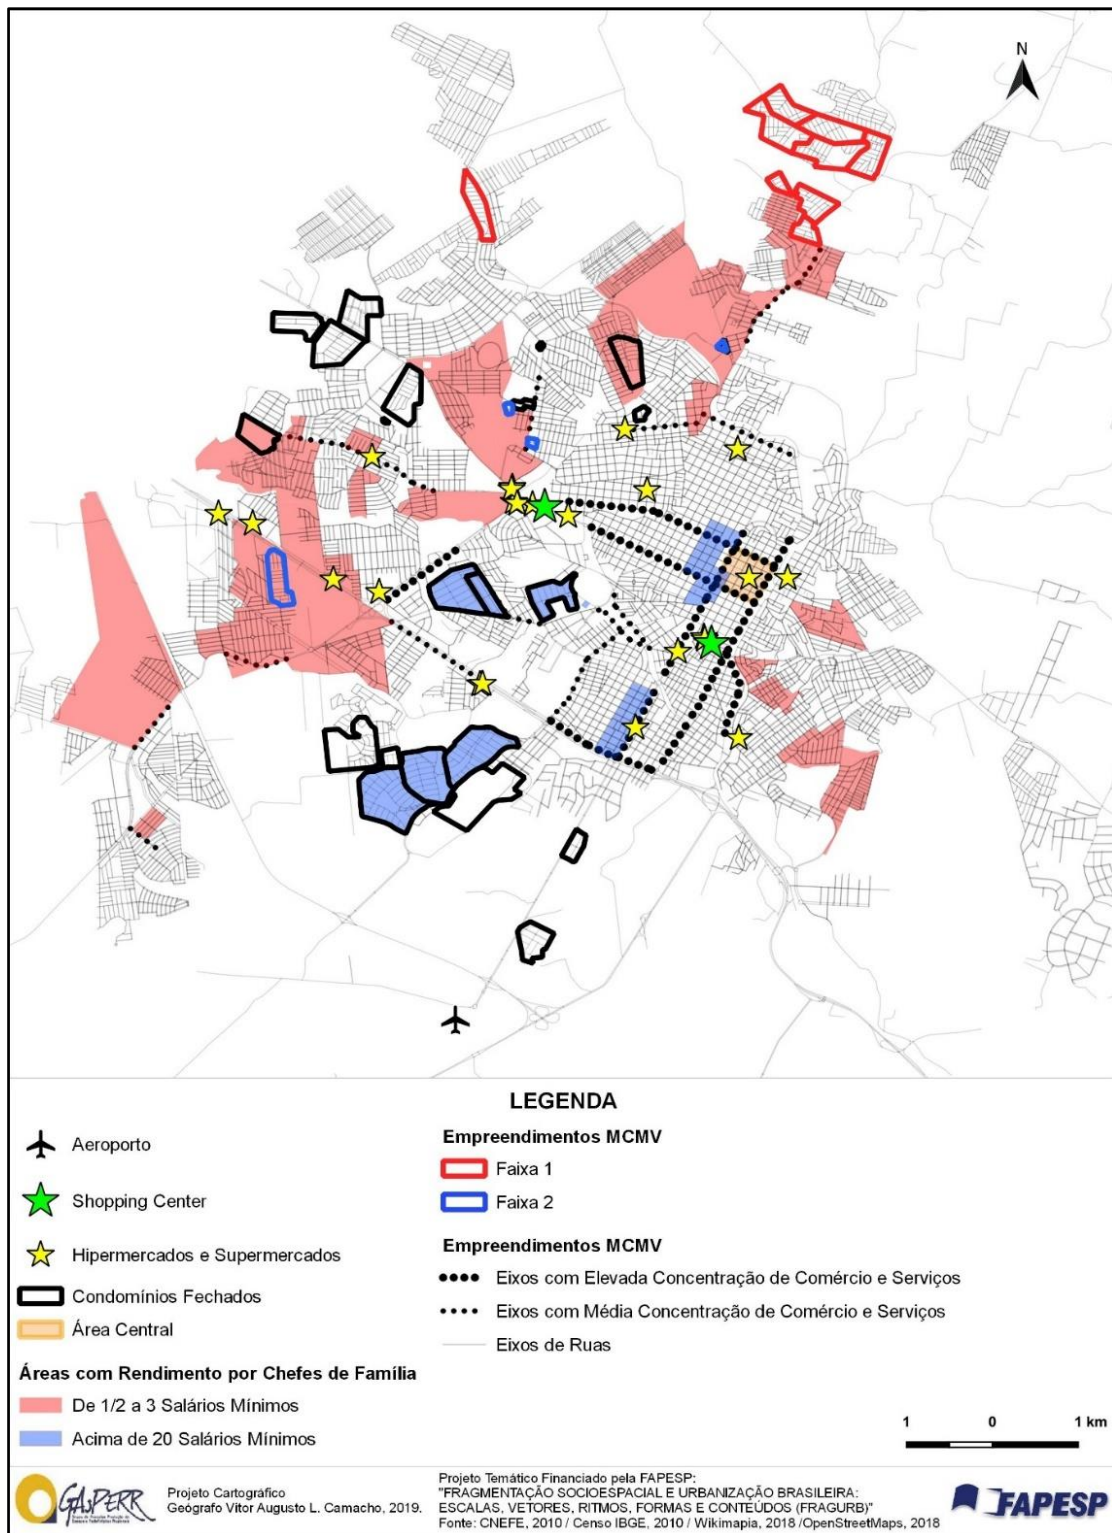 N
LEGENDA
Aeroporto
Shopping Center
Hipermercados e Supermercados
Condomínios Fechados
Área Central
Áreas com Rendimento por Chefes de Família
De 1/2 a 3 Salários Mínimos
Acima de 20 Salários Mínimos
Empreendimentos MCMV
Faixa 1
Faixa 2
Empreendimentos MCMV
Eixos com Elevada Concentração de Comércio e Serviços
Eixos com Média Concentração de Comércio e Serviços
Eixos de Ruas
1 0 1 km
GAsPERR
Projeto Cartográfico
Geógrafo Vitor Augusto L. Camacho, 2019.
Projeto Temático Financiado pela FAPESP:
"FRAGMENTAÇÃO SOCIOESPACIAL E URBANIZAÇÃO BRASILEIRA:
ESCALAS, VETORES, RITMOS, FORMAS E CONTEÚDOS (FRAGURB)"
Fonte: CNEFE, 2010 / Censo IBGE, 2010 / Wikimapia, 2018 /OpenStreetMaps, 2018
FAPESP